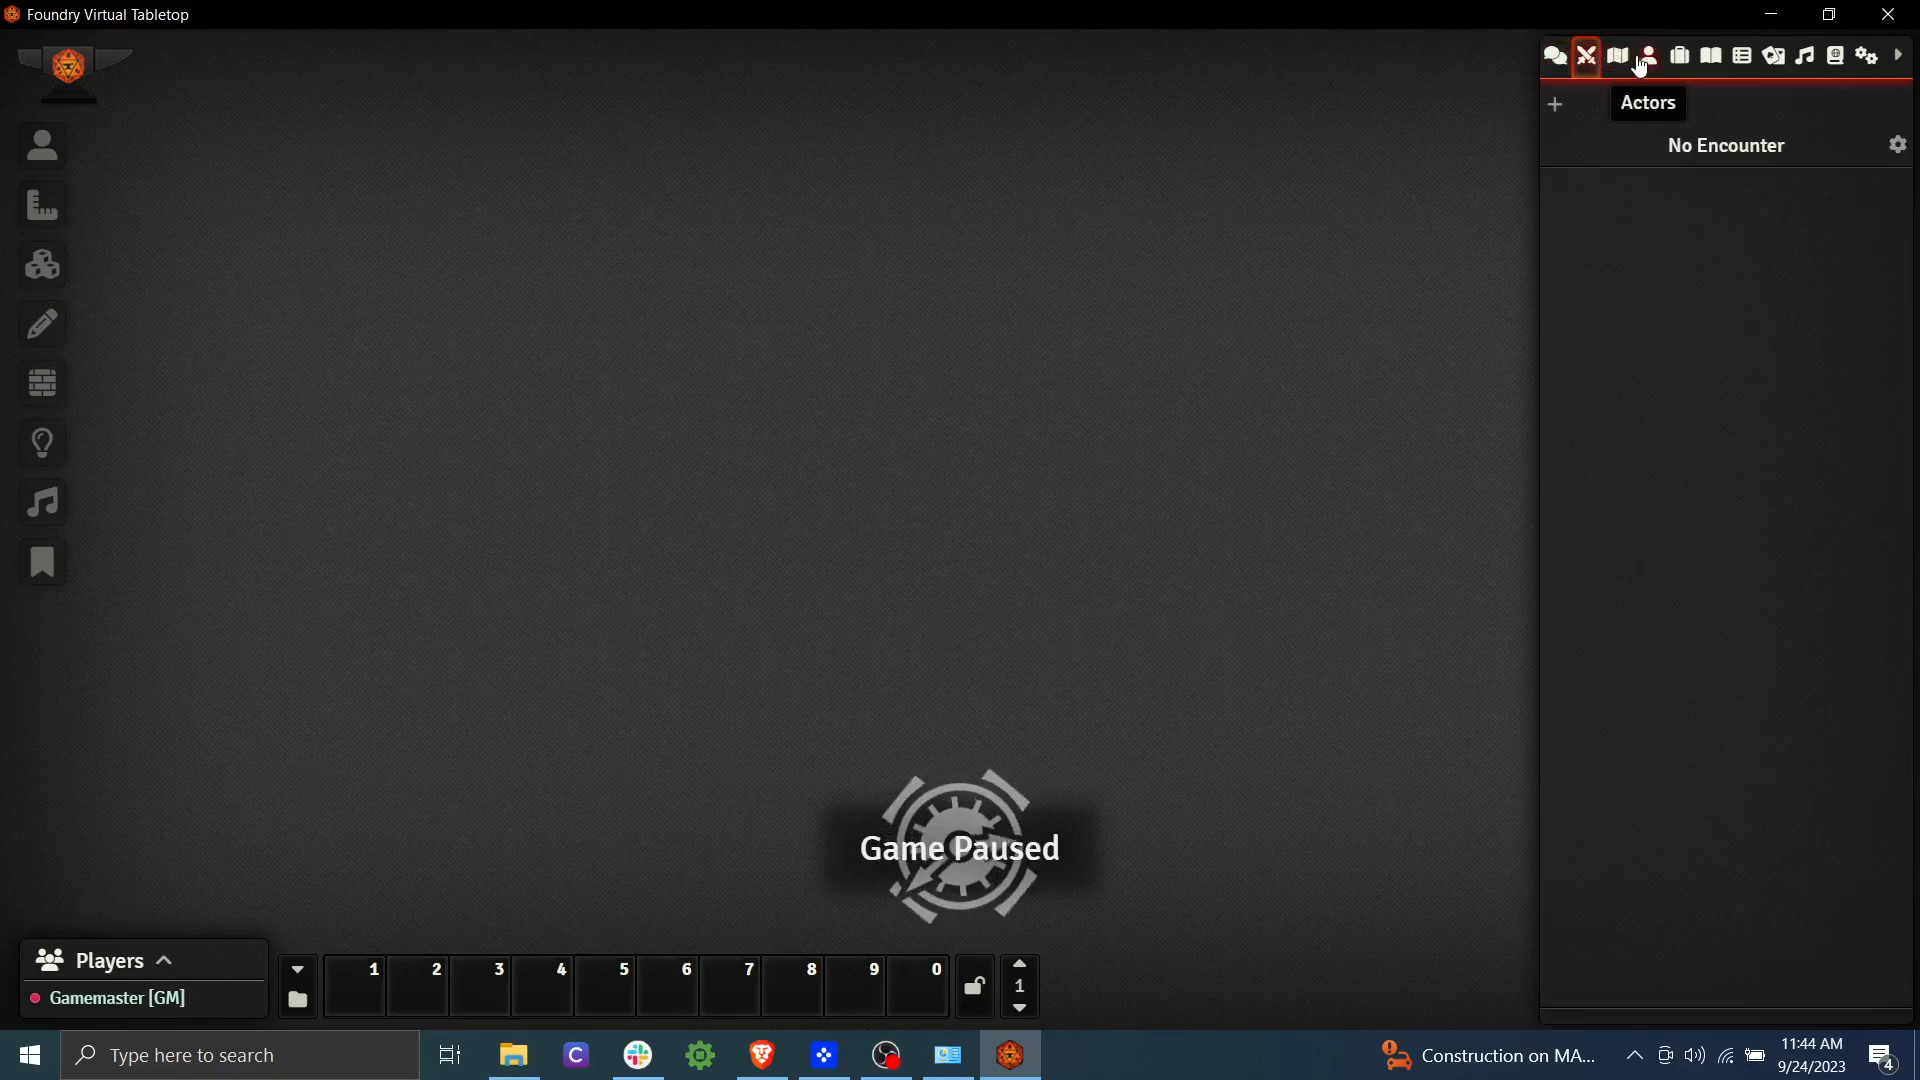 Foundry Virtual Tabletop
Actors
No Encounter
Game Paused
Players
Gamemaster [GM]
1 2 3 4 5 6 7 8 9 0
1
Type here to search
C
Construction on MA...
11:44 AM
9/24/2023
4